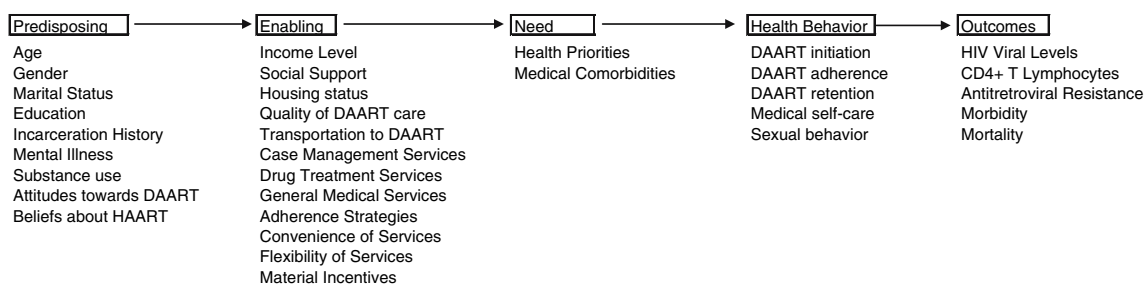 Predisposing
Age
Gender
Marital Status
Education
Incarceration History
Mental Illness
Substance use
Attitudes towards DAART
Beliefs about HAART
Enabling
Income Level
Social Support
Housing status
Quality of DAART care
Transportation to DAART
Case Management Services
Drug Treatment Services
General Medical Services
Adherence Strategies
Convenience of Services
Flexibility of Services
Material Incentives
Need
Health Priorities
Medical Comorbidities
Health Behavior
DAART initiation
DAART adherence
DAART retention
Medical self-care
Sexual behavior
Outcomes
HIV Viral Levels
CD4+ T Lymphocytes
Antiretroviral Resistance
Morbidity
Mortality